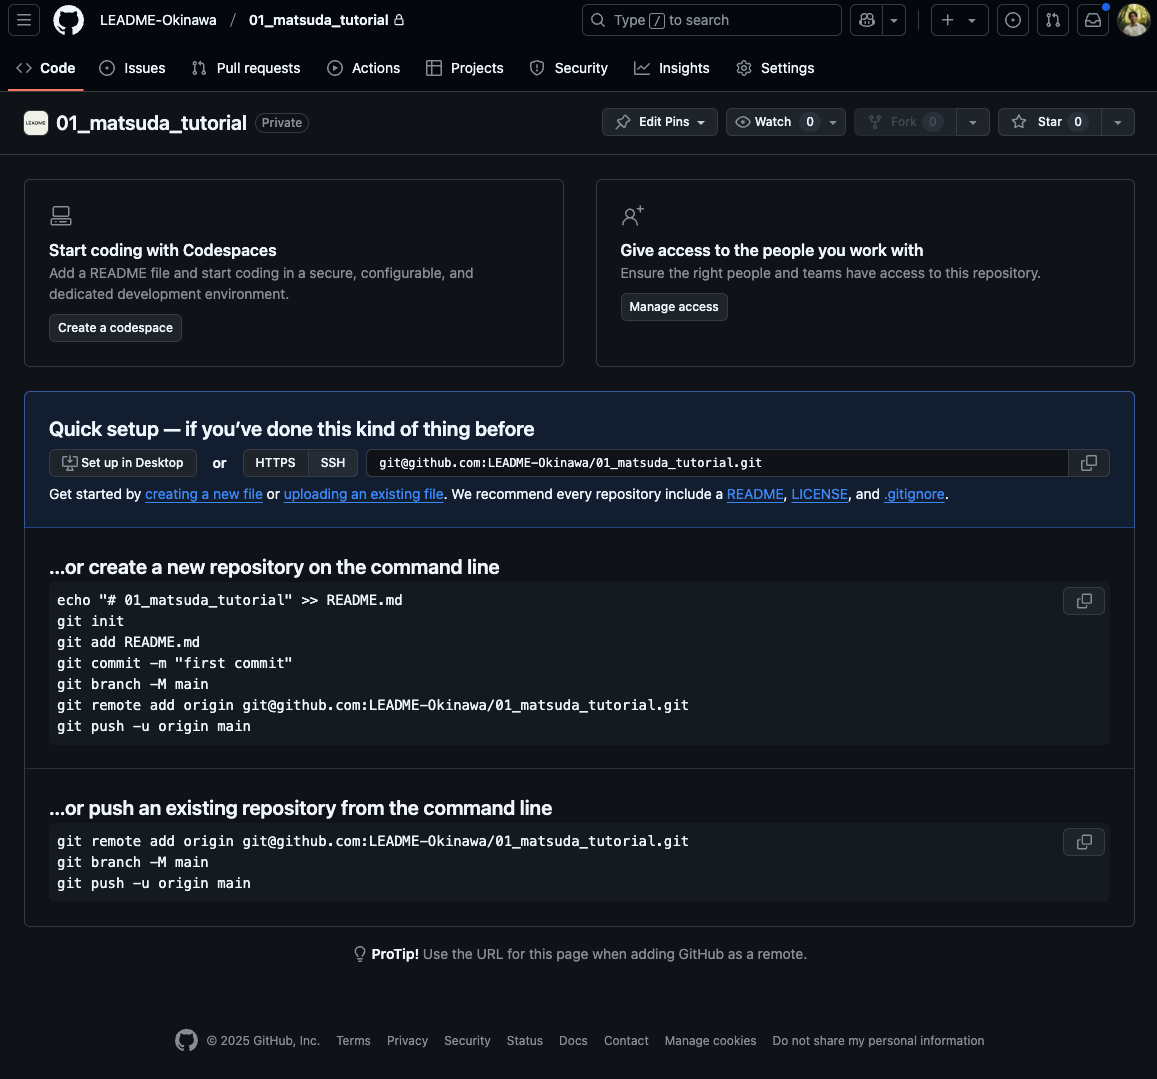 LEADME-Okinawa / 01_matsuda_tutorial
Type / to search
Code
Issues
Pull requests
Actions
Projects
Security
Insights
Settings
LEADME
01_matsuda_tutorial
Private
Edit Pins
Watch 0
Fork 0
Star 0
Start coding with Codespaces
Add a README file and start coding in a secure, configurable, and
dedicated development environment.
Create a codespace
Give access to the people you work with
Ensure the right people and teams have access to this repository.
Manage access
Quick setup — if you’ve done this kind of thing before
Set up in Desktop or HTTPS SSH git@github.com:LEADME-Okinawa/01_matsuda_tutorial.git
Get started by creating a new file or uploading an existing file. We recommend every repository include a README, LICENSE, and .gitignore.
…or create a new repository on the command line
echo "# 01_matsuda_tutorial" >> README.md
git init
git add README.md
git commit -m "first commit"
git branch -M main
git remote add origin git@github.com:LEADME-Okinawa/01_matsuda_tutorial.git
git push -u origin main
…or push an existing repository from the command line
git remote add origin git@github.com:LEADME-Okinawa/01_matsuda_tutorial.git
git branch -M main
git push -u origin main
ProTip! Use the URL for this page when adding GitHub as a remote.
© 2025 GitHub, Inc. Terms Privacy Security Status Docs Contact Manage cookies Do not share my personal information